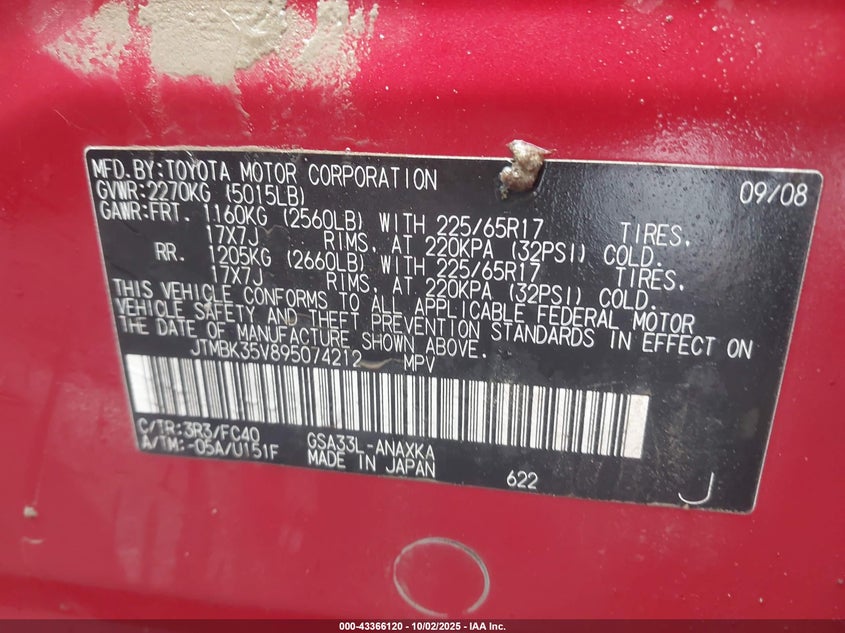 MFD.BY:TOYOTA MOTOR CORPORATION 09/08
GVWR:2270KG (5015LB)
GAWR:FRT. 1160KG (2560LB) WITH 225/65R17 TIRES,
17X7J RIMS, AT 220KPA (32PSI) COLD.
RR. 1205KG (2660LB) WITH 225/65R17 TIRES,
17X7J RIMS, AT 220KPA (32PSI) COLD.
THIS VEHICLE CONFORMS TO ALL APPLICABLE FEDERAL MOTOR
VEHICLE SAFETY AND THEFT PREVENTION STANDARDS IN EFFECT ON
THE DATE OF MANUFACTURE SHOWN ABOVE.
JTMBK35V895074212 MPV
C/TR:3R3/FC40 GSA33L-ANAXKA
A/TM:-05A/U151F MADE IN JAPAN
622 J
000-43366120 - 10/02/2025 - IAA Inc.